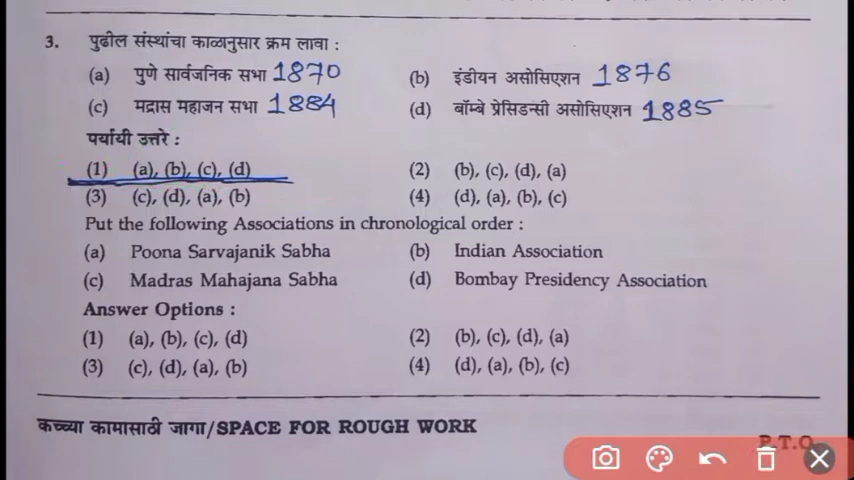 3. पुढील संस्थांचा काळानुसार क्रम लावा :
(a) पुणे सार्वजनिक सभा 1870 (b) इंडीयन असोसिएशन 1876
(c) मद्रास महाजन सभा 1884 (d) बॉम्बे प्रेसिडन्सी असोसिएशन 1885
पर्यायी उत्तरे :
(1) (a), (b), (c), (d) (2) (b), (c), (d), (a)
(3) (c), (d), (a), (b) (4) (d), (a), (b), (c)
Put the following Associations in chronological order :
(a) Poona Sarvajanik Sabha (b) Indian Association
(c) Madras Mahajana Sabha (d) Bombay Presidency Association
Answer Options :
(1) (a), (b), (c), (d) (2) (b), (c), (d), (a)
(3) (c), (d), (a), (b) (4) (d), (a), (b), (c)
कच्च्या कामासाठी जागा/SPACE FOR ROUGH WORK
P.T.O.